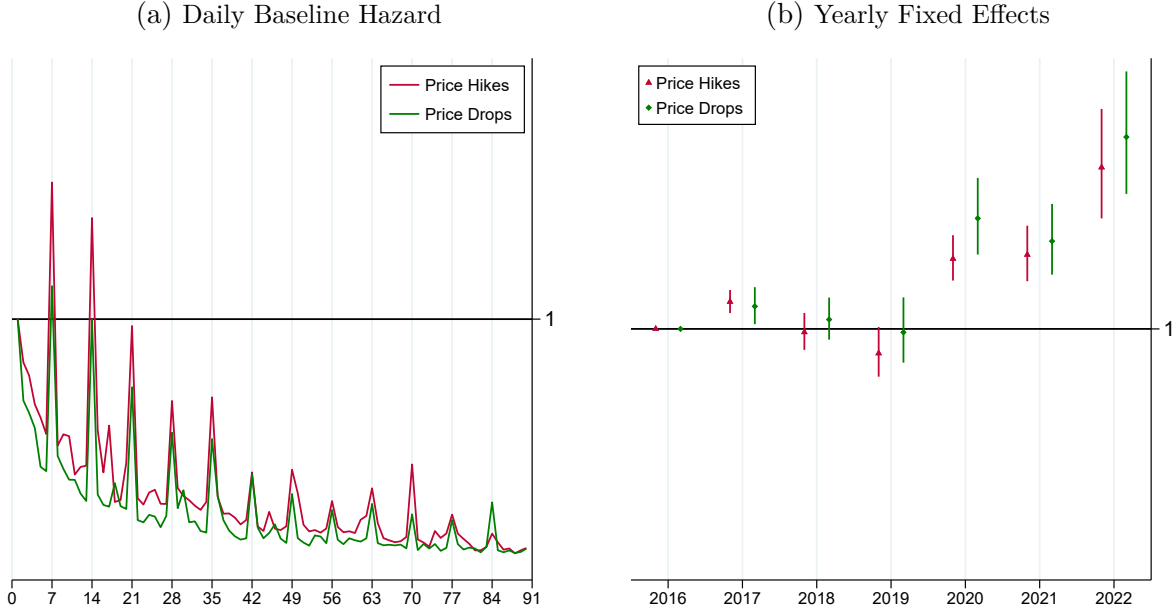 (a) Daily Baseline Hazard
Price Hikes
Price Drops
1
0 7 14 21 28 35 42 49 56 63 70 77 84 91
(b) Yearly Fixed Effects
Price Hikes
Price Drops
1
2016 2017 2018 2019 2020 2021 2022